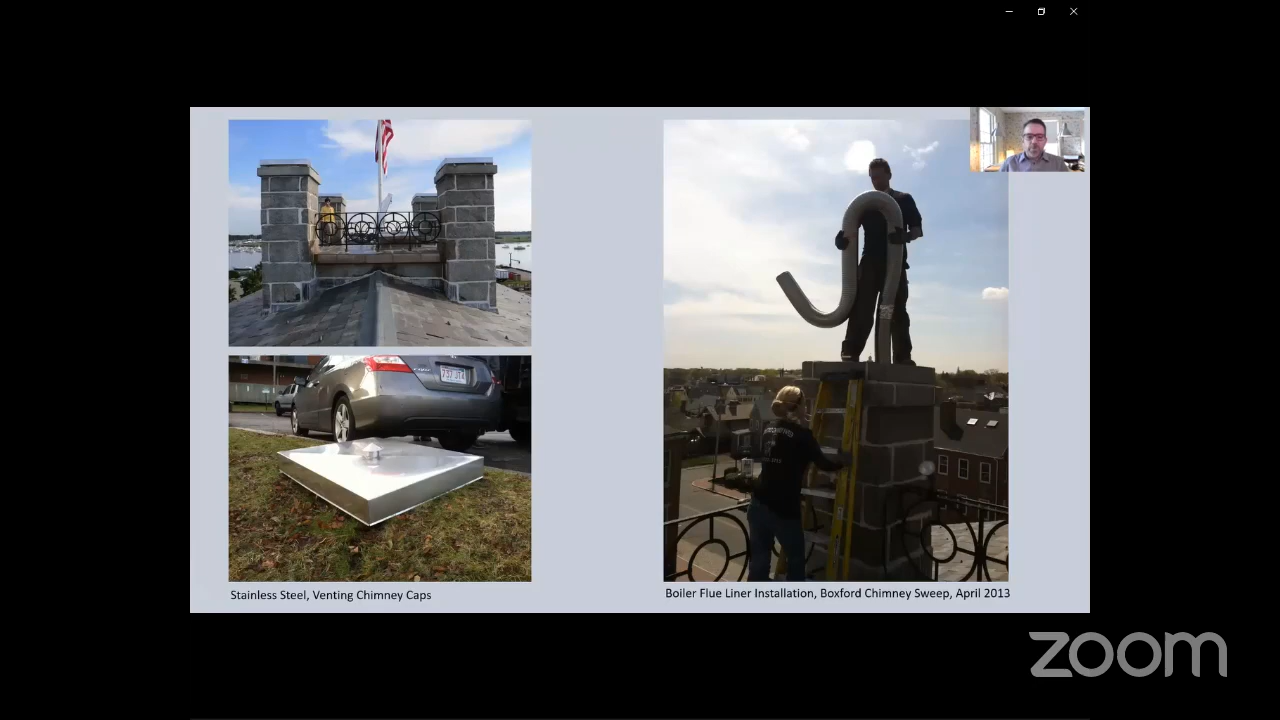 Stainless Steel, Venting Chimney Caps
Boiler Flue Liner Installation, Boxford Chimney Sweep, April 2013
zoom